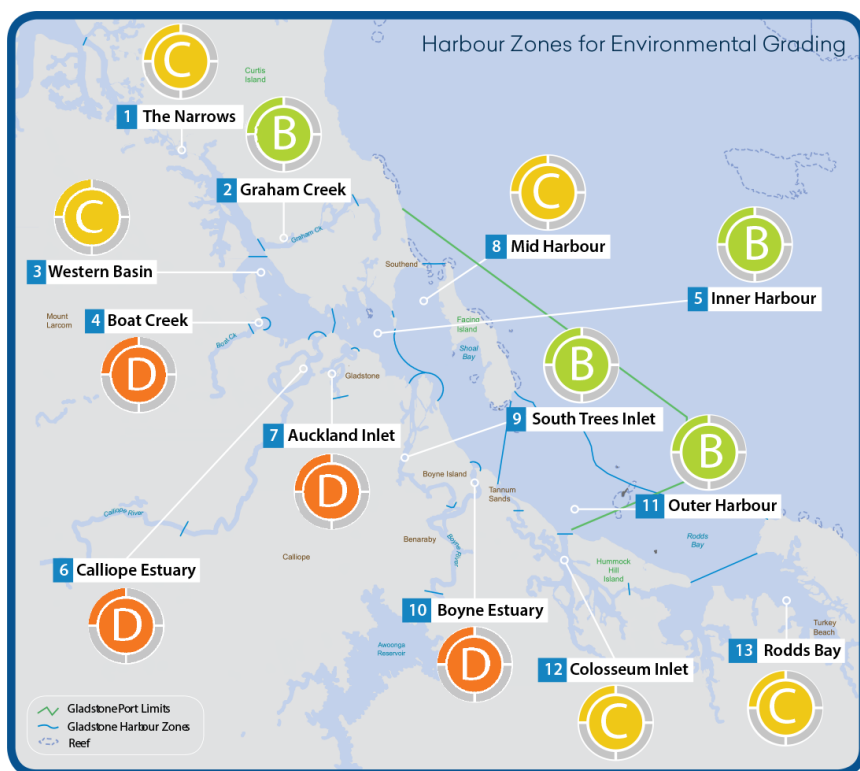 Harbour Zones for Environmental Grading
C
Curtis
Island
1 The Narrows
B
2 Graham Creek
C
C
Graham Ck
8 Mid Harbour
B
3 Western Basin
Southend
5 Inner Harbour
Mount
Larcom
4 Boat Creek
Facing
Island
Boat Ck
Shoal
Bay
D
B
Gladstone
9 South Trees Inlet
7 Auckland Inlet
B
D
Boyne Island
Tannum
Sands
11 Outer Harbour
Calliope River
Benaraby
Boyne River
Rodds
Bay
Calliope
6 Calliope Estuary
Hummock
Hill
Island
D
10 Boyne Estuary
Turkey
Beach
Awoonga
Reservoir
D
13 Rodds Bay
12 Colosseum Inlet
C
C
Gladstone Port Limits
Gladstone Harbour Zones
Reef